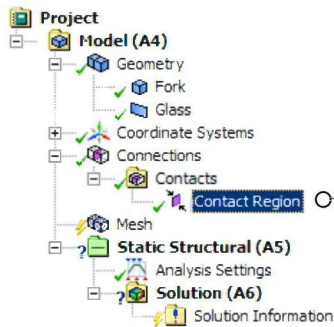 Project
Model (A4)
Geometry
Fork
Glass
Coordinate Systems
Connections
Contacts
Contact Region
Mesh
Static Structural (A5)
Analysis Settings
Solution (A6)
Solution Information